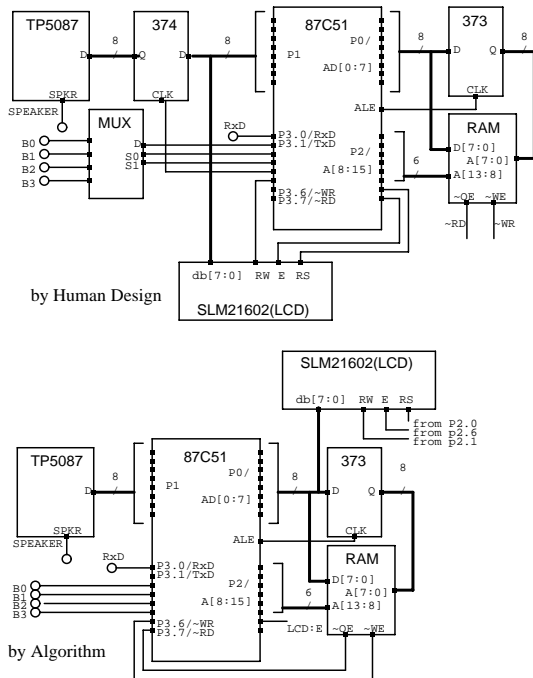 TP5087
D
SPKR
SPEAKER
8
374
Q
D
CLK
8
87C51
P1
P0/
AD[0:7]
ALE
P3.0/RxD
P3.1/TxD
P2/
A[8:15]
P3.6/~WR
P3.7/~RD
RxD
8
373
D
Q
CLK
8
MUX
D
S0
S1
B0
B1
B2
B3
6
RAM
D[7:0]
A[7:0]
A[13:8]
~OE
~WE
~RD
~WR
db[7:0]
RW
E
RS
SLM21602(LCD)
by Human Design
SLM21602(LCD)
db[7:0]
RW
E
RS
from P2.0
from p2.6
from p2.1
TP5087
D
SPKR
SPEAKER
8
87C51
P1
P0/
AD[0:7]
ALE
P3.0/RxD
P3.1/TxD
P2/
A[8:15]
P3.6/~WR
P3.7/~RD
RxD
B0
B1
B2
B3
8
373
D
Q
CLK
8
6
LCD:E
RAM
D[7:0]
A[7:0]
A[13:8]
~OE
~WE
by Algorithm